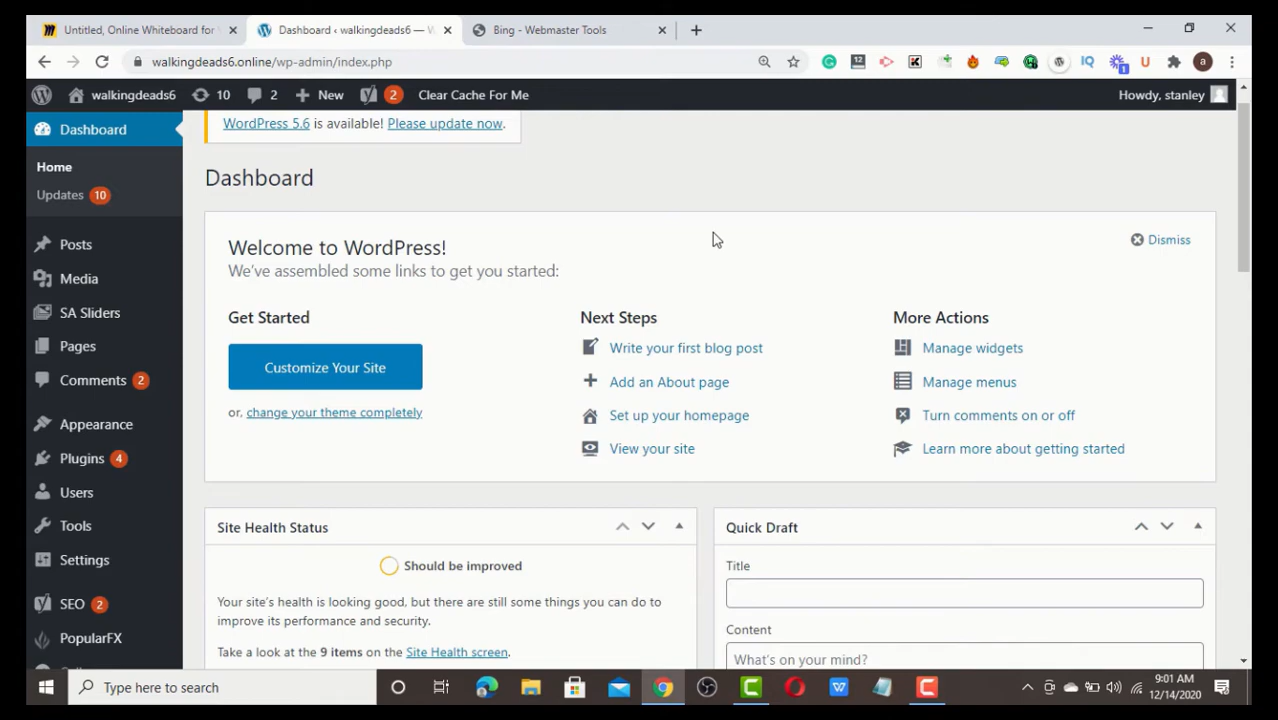 Untitled, Online Whiteboard for
Dashboard ‹ walkingdeads6 — W
Bing - Webmaster Tools
walkingdeads6.online/wp-admin/index.php
walkingdeads6
10
2
New
2
Clear Cache For Me
Howdy, stanley
WordPress 5.6 is available! Please update now.
Dashboard
Home
Updates 10
Posts
Media
SA Sliders
Pages
Comments 2
Appearance
Plugins 4
Users
Tools
Settings
SEO 2
PopularFX
Dashboard
Welcome to WordPress!
We've assembled some links to get you started:
Dismiss
Get Started
Customize Your Site
or, change your theme completely
Next Steps
Write your first blog post
Add an About page
Set up your homepage
View your site
More Actions
Manage widgets
Manage menus
Turn comments on or off
Learn more about getting started
Site Health Status
Should be improved
Your site's health is looking good, but there are still some things you can do to
improve its performance and security.
Take a look at the 9 items on the Site Health screen.
Quick Draft
Title
Content
What's on your mind?
Type here to search
9:01 AM
12/14/2020